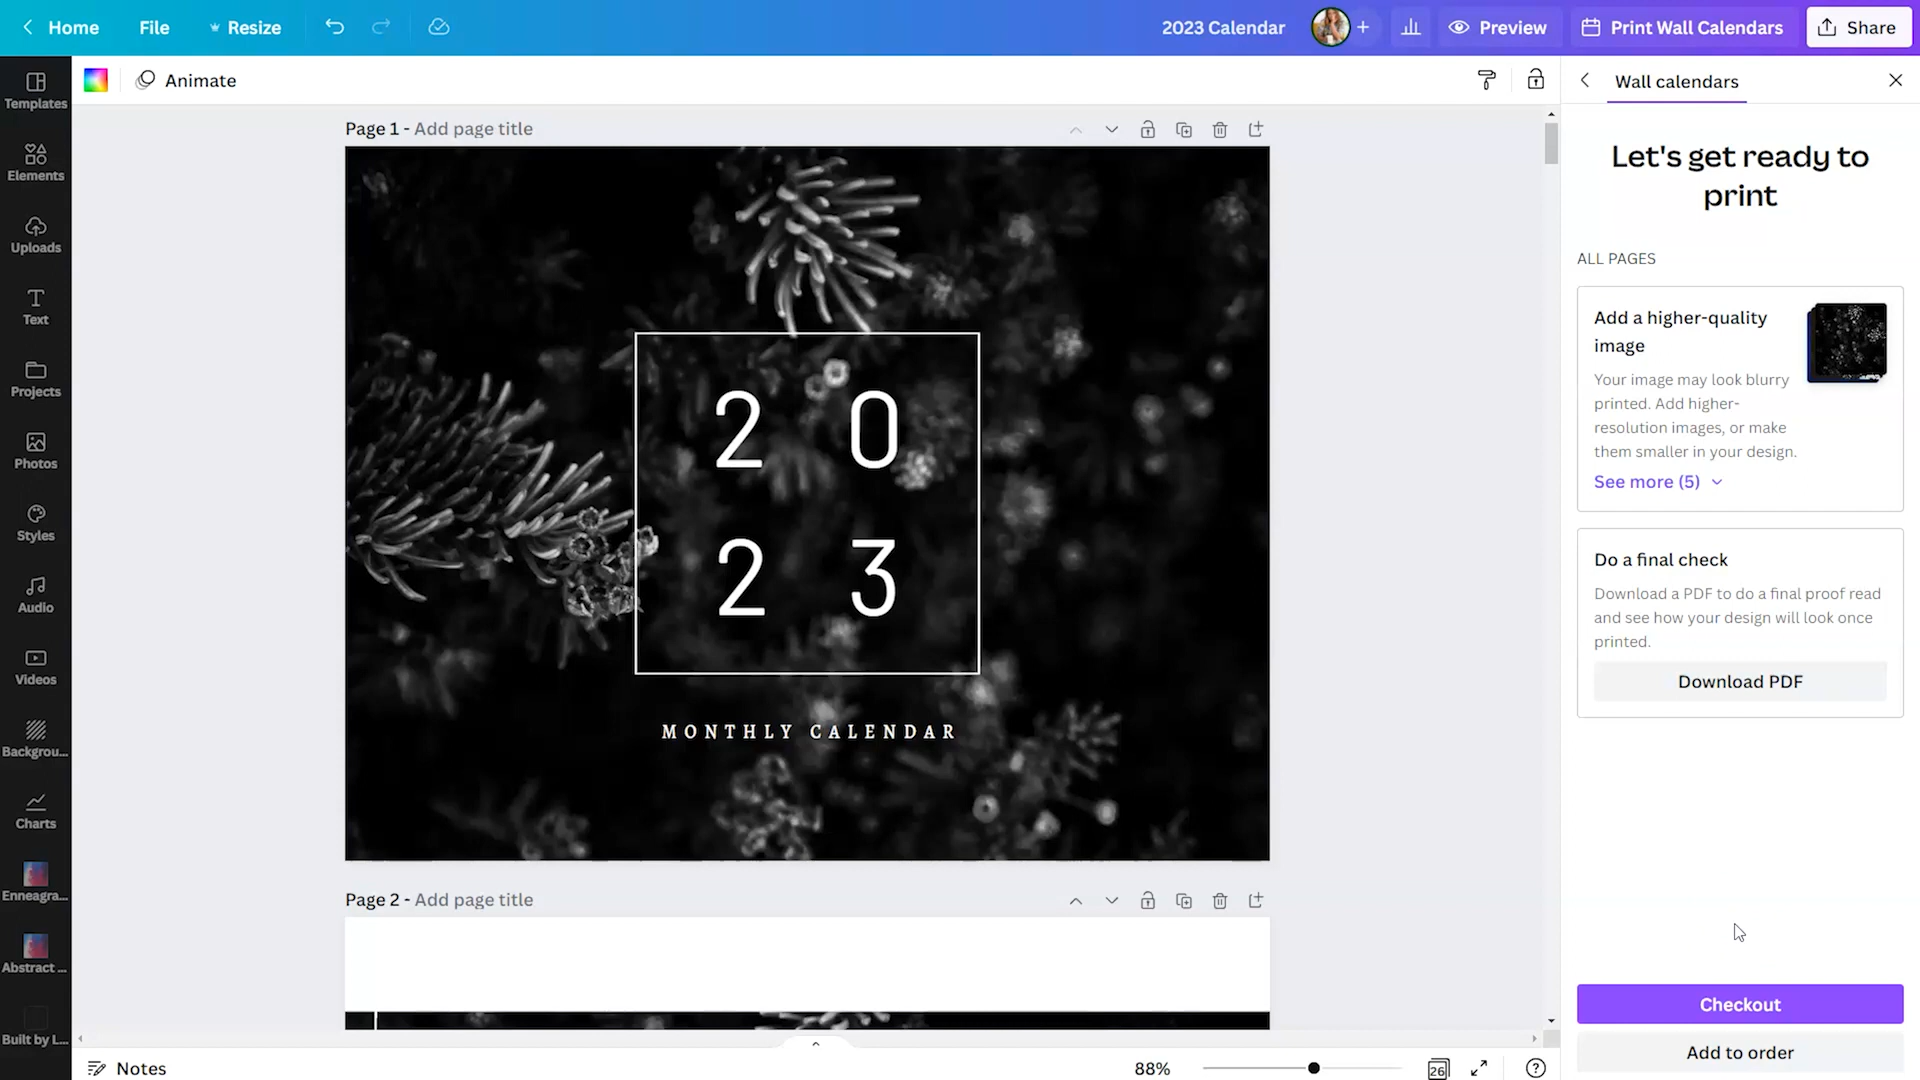 Home
File
Resize
2023 Calendar
Preview
Print Wall Calendars
Share
Templates
Elements
Uploads
Text
Projects
Photos
Styles
Audio
Videos
Backgrou...
Charts
Enneagra...
Abstract ...
Built by L...
Animate
Page 1 - Add page title
2 0
2 3
MONTHLY CALENDAR
Page 2 - Add page title
Notes
88%
26
Wall calendars
Let's get ready to
print
ALL PAGES
Add a higher-quality
image
Your image may look blurry
printed. Add higher-
resolution images, or make
them smaller in your design.
See more (5)
Do a final check
Download a PDF to do a final proof read
and see how your design will look once
printed.
Download PDF
Checkout
Add to order